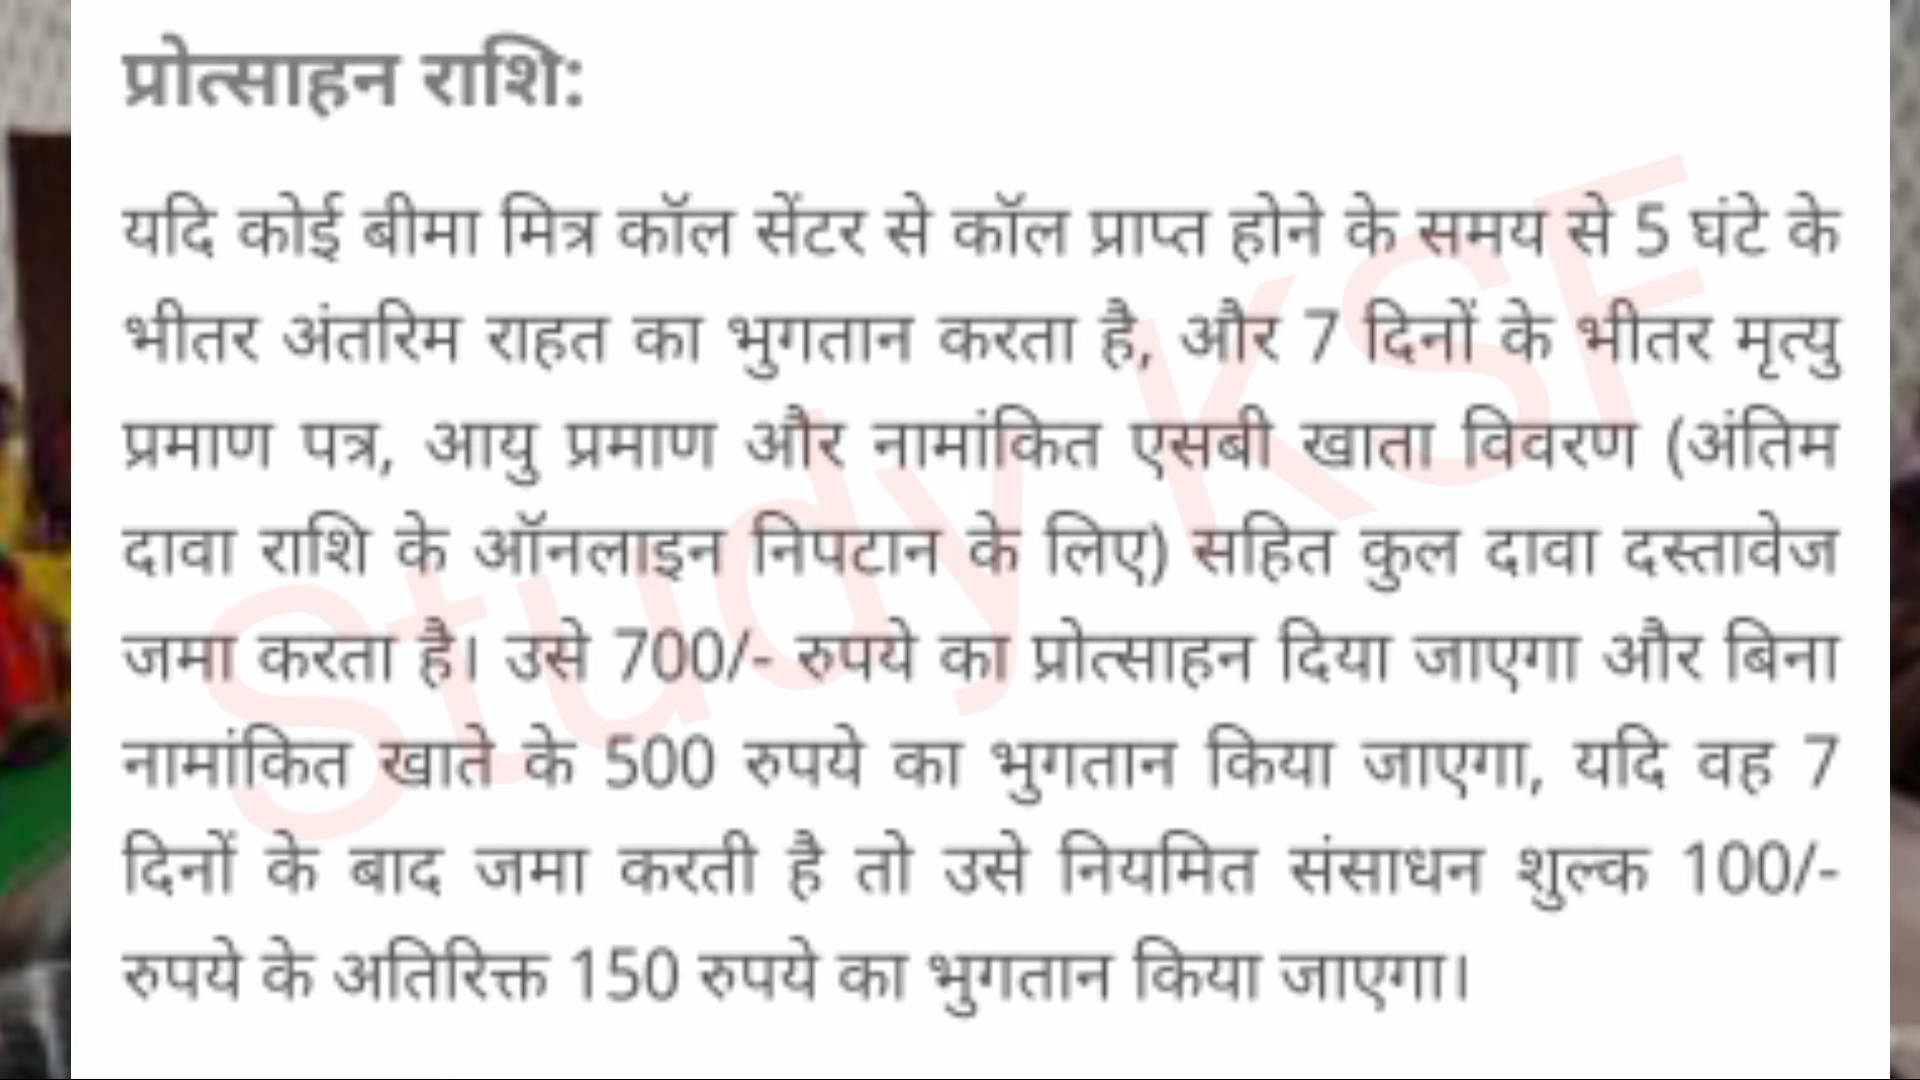 प्रोत्साहन राशि:
यदि कोई बीमा मित्र कॉल सेंटर से कॉल प्राप्त होने के समय से 5 घंटे के
भीतर अंतरिम राहत का भुगतान करता है, और 7 दिनों के भीतर मृत्यु
प्रमाण पत्र, आयु प्रमाण और नामांकित एसबी खाता विवरण (अंतिम
दावा राशि के ऑनलाइन निपटान के लिए) सहित कुल दावा दस्तावेज
जमा करता है। उसे 700/- रुपये का प्रोत्साहन दिया जाएगा और बिना
नामांकित खाते के 500 रुपये का भुगतान किया जाएगा, यदि वह 7
दिनों के बाद जमा करती है तो उसे नियमित संसाधन शुल्क 100/-
रुपये के अतिरिक्त 150 रुपये का भुगतान किया जाएगा।
Study KSF